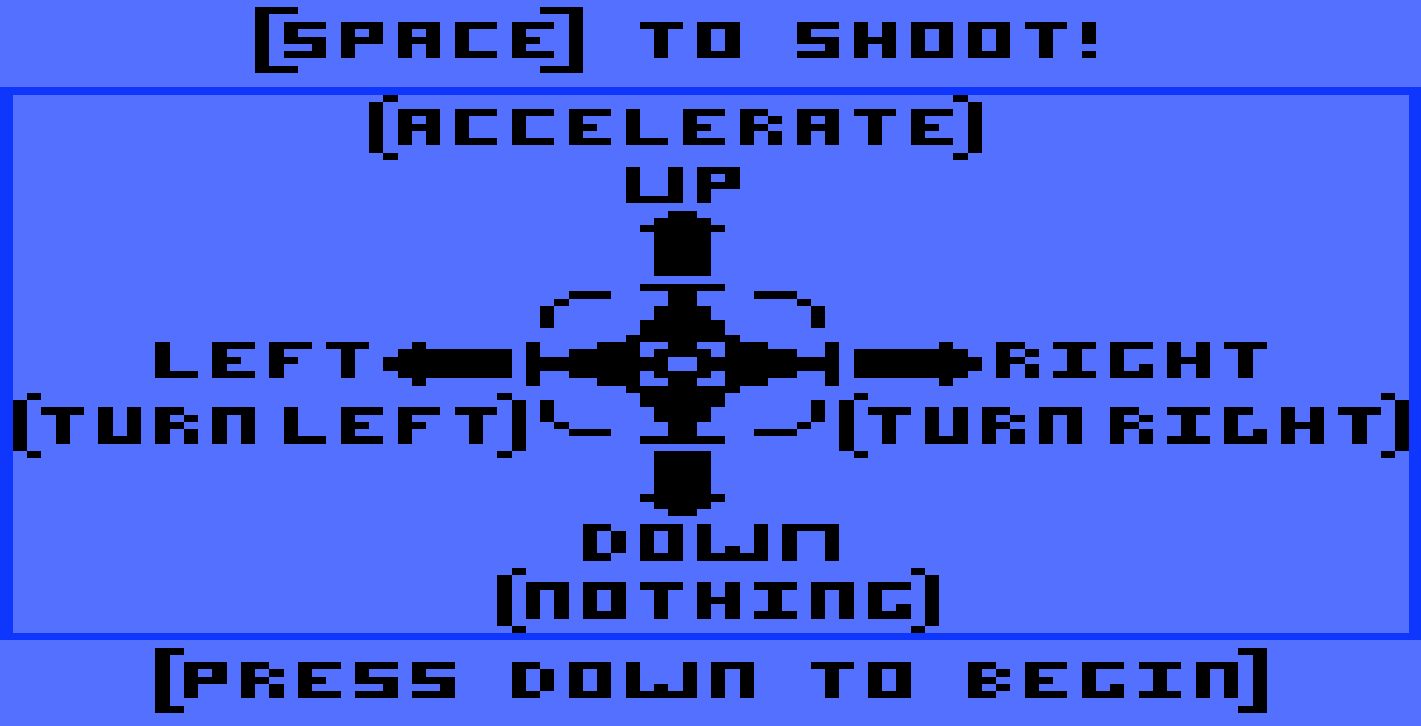 [SPACE] TO SHOOT!
(ACCELERATE)
UP
LEFT RIGHT
(TURN LEFT) (TURN RIGHT)
DOWN
(NOTHING)
[PRESS DOWN TO BEGIN]